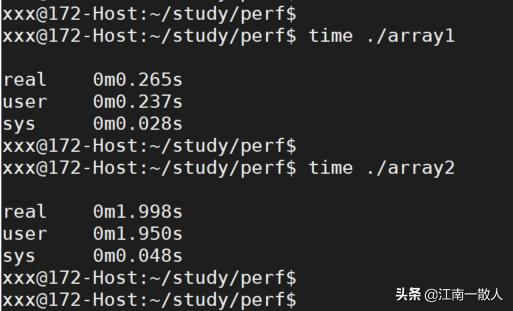 xxx@172-Host:~/study/perf$
xxx@172-Host:~/study/perf$ time ./array1
real 0m0.265s
user 0m0.237s
sys 0m0.028s
xxx@172-Host:~/study/perf$
xxx@172-Host:~/study/perf$ time ./array2
real 0m1.998s
user 0m1.950s
sys 0m0.048s
xxx@172-Host:~/study/perf$
xxx@172-Host:~/study/perf$
头条 @江南一散人